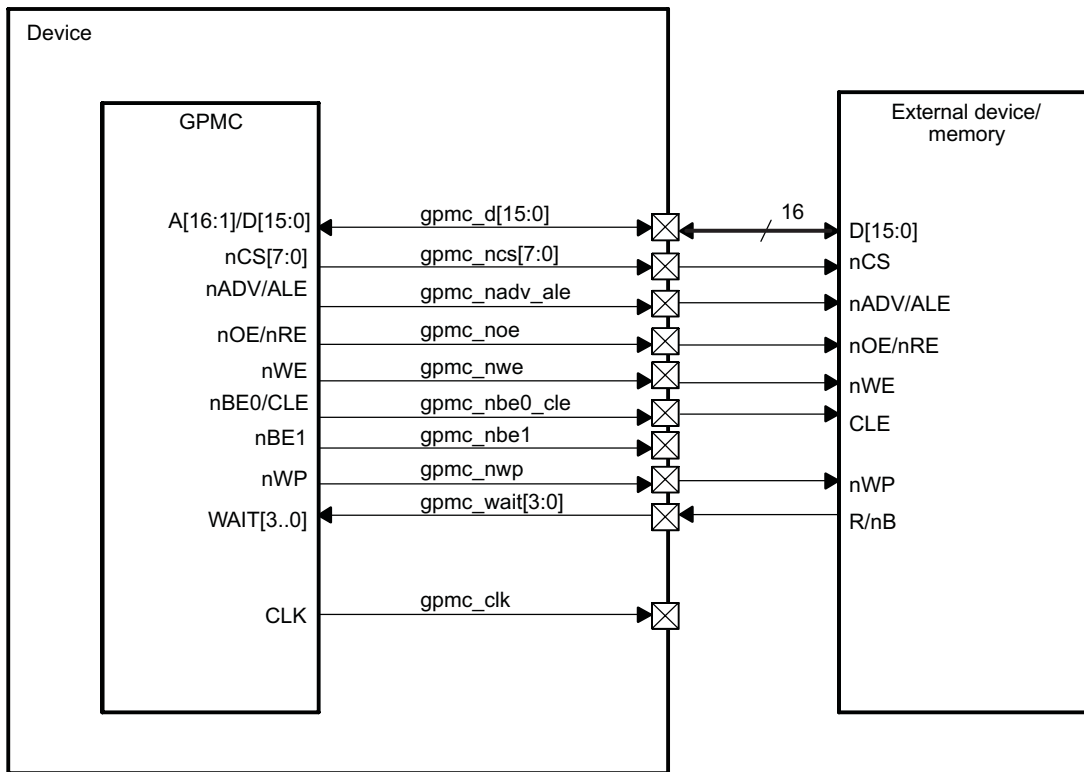 Device
GPMC
External device/
memory
A[16:1]/D[15:0]
gpmc_d[15:0]
16
D[15:0]
nCS[7:0]
gpmc_ncs[7:0]
nCS
nADV/ALE
gpmc_nadv_ale
nADV/ALE
nOE/nRE
gpmc_noe
nOE/nRE
nWE
gpmc_nwe
nWE
nBE0/CLE
gpmc_nbe0_cle
CLE
nBE1
gpmc_nbe1
nWP
gpmc_nwp
nWP
WAIT[3..0]
gpmc_wait[3:0]
R/nB
CLK
gpmc_clk